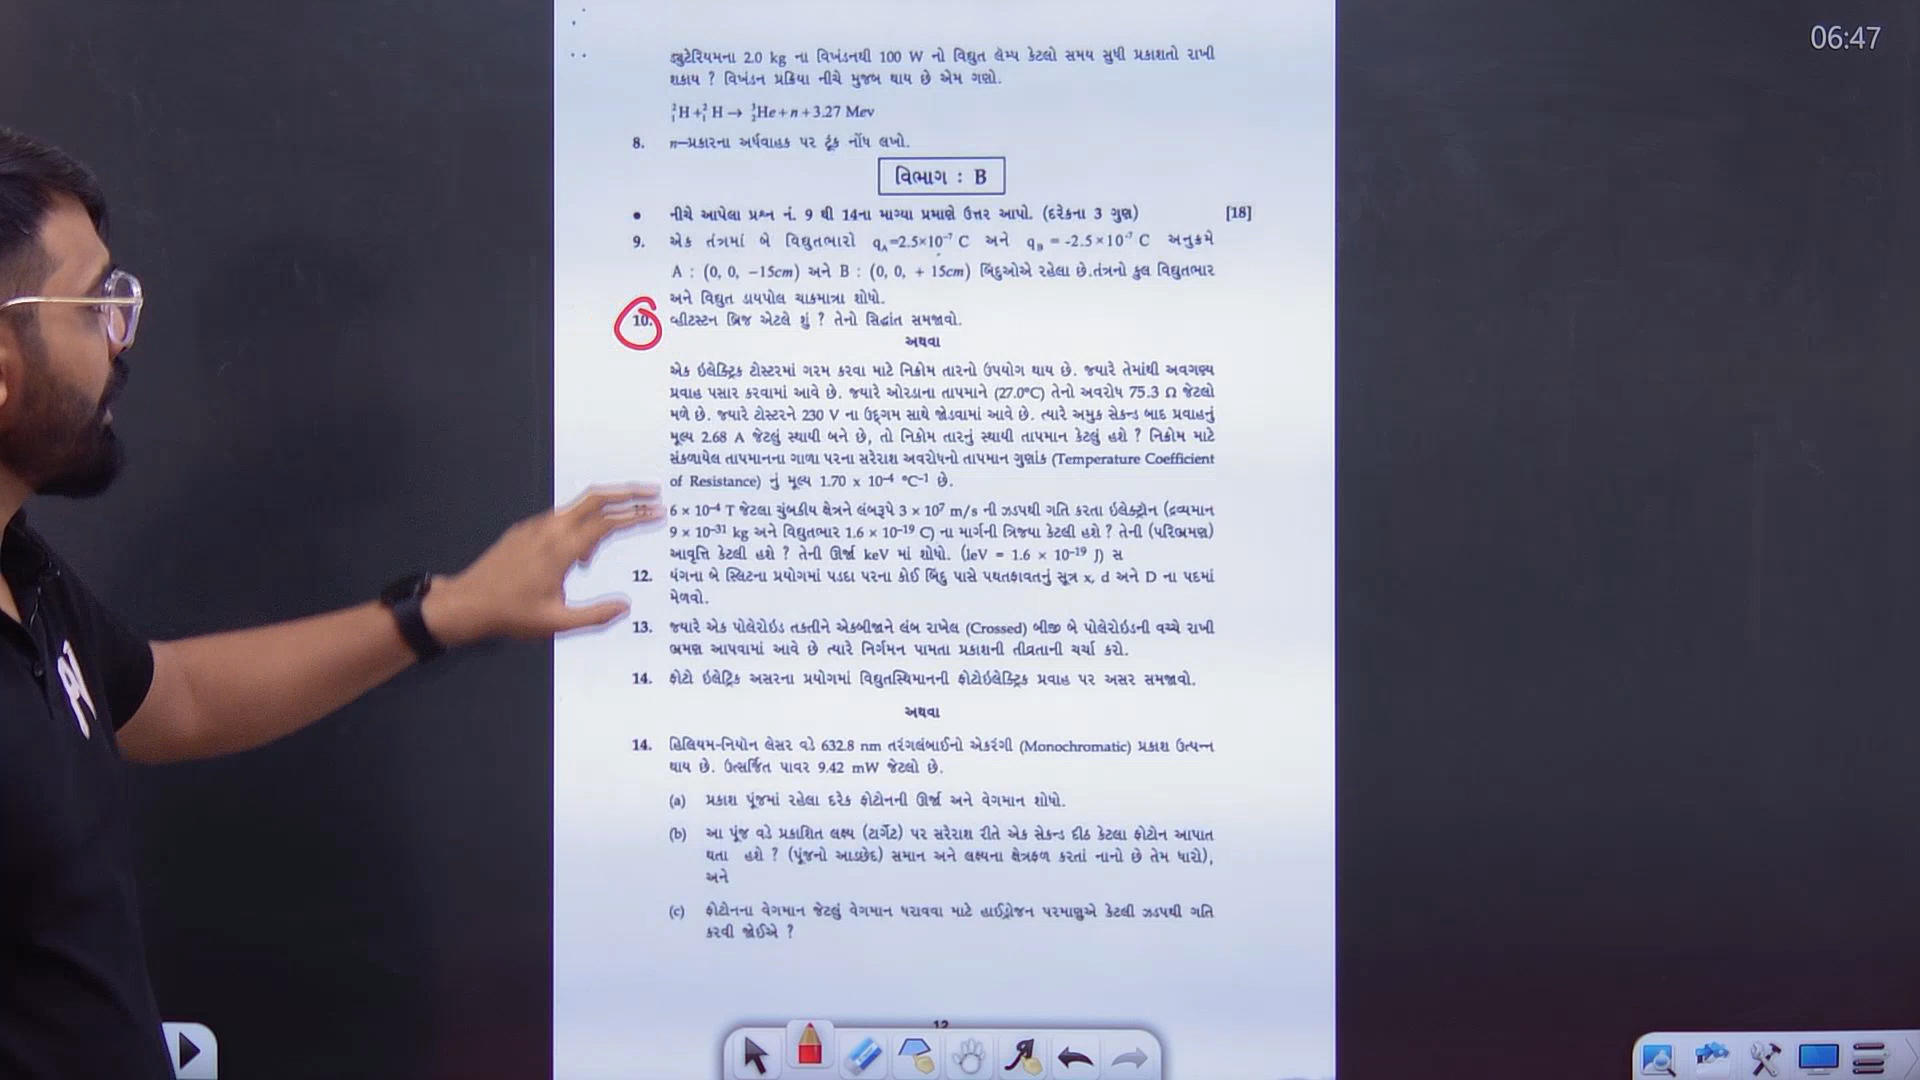 06:47
ડ્યુટેરિયમના 2.0 kg ના વિખંડનથી 100 W નો વિદ્યુત લૅમ્પ કેટલો સમય સુધી પ્રકાશતો રાખી
શકાય ? વિખંડન પ્રક્રિયા નીચે મુજબ થાય છે એમ ગણો.
²₁H+²₁H → ³₂He+n+3.27 Mev
8. n–પ્રકારના અર્ધવાહક પર ટૂંક નોંધ લખો.
વિભાગ : B
• નીચે આપેલા પ્રશ્ન નં. 9 થી 14ના માગ્યા પ્રમાણે ઉત્તર આપો. (દરેકના 3 ગુણ) [18]
9. એક તંત્રમાં બે વિદ્યુતભારો q_A=2.5×10⁻⁷ C અને q_B = -2.5×10⁻⁷ C અનુક્રમે
A : (0, 0, −15cm) અને B : (0, 0, + 15cm) બિંદુઓએ રહેલા છે.તંત્રનો કુલ વિદ્યુતભાર
અને વિદ્યુત ડાયપોલ ચાકમાત્રા શોધો.
10. વ્હીટસ્ટન બ્રિજ એટલે શું ? તેનો સિદ્ધાંત સમજાવો.
અથવા
એક ઇલેક્ટ્રિક ટોસ્ટરમાં ગરમ કરવા માટે નિક્રોમ તારનો ઉપયોગ થાય છે. જ્યારે તેમાંથી અવગણ્ય
પ્રવાહ પસાર કરવામાં આવે છે. જ્યારે ઓરડાના તાપમાને (27.0°C) તેનો અવરોધ 75.3 Ω જેટલો
મળે છે. જ્યારે ટોસ્ટરને 230 V ના ઉદ્દગમ સાથે જોડવામાં આવે છે. ત્યારે અમુક સેકન્ડ બાદ પ્રવાહનું
મૂલ્ય 2.68 A જેટલું સ્થાયી બને છે, તો નિક્રોમ તારનું સ્થાયી તાપમાન કેટલું હશે ? નિક્રોમ માટે
સંકળાયેલ તાપમાનના ગાળા પરના સરેરાશ અવરોધનો તાપમાન ગુણાંક (Temperature Coefficient
of Resistance) નું મૂલ્ય 1.70 x 10⁻⁴ °C⁻¹ છે.
11. 6 × 10⁻⁴ T જેટલા ચુંબકીય ક્ષેત્રને લંબરૂપે 3 × 10⁷ m/s ની ઝડપથી ગતિ કરતા ઇલેક્ટ્રોન (દ્રવ્યમાન
9 × 10⁻³¹ kg અને વિદ્યુતભાર 1.6 × 10⁻¹⁹ C) ના માર્ગની ત્રિજ્યા કેટલી હશે ? તેની (પરિભ્રમણ)
આવૃત્તિ કેટલી હશે ? તેની ઊર્જા keV માં શોધો. (1eV = 1.6 × 10⁻¹⁹ J) સ
12. યંગના બે સ્લિટના પ્રયોગમાં પડદા પરના કોઈ બિંદુ પાસે પથતફાવતનું સૂત્ર x, d અને D ના પદમાં
મેળવો.
13. જ્યારે એક પોલેરોઇડ તકતીને એકબીજાને લંબ રાખેલ (Crossed) બીજી બે પોલેરોઇડની વચ્ચે રાખી
ભ્રમણ આપવામાં આવે છે ત્યારે નિર્ગમન પામતા પ્રકાશની તીવ્રતાની ચર્ચા કરો.
14. ફોટો ઇલેટ્રિક અસરના પ્રયોગમાં વિદ્યુતસ્થિમાનની ફોટોઇલેક્ટ્રિક પ્રવાહ પર અસર સમજાવો.
અથવા
14. હિલિયમ-નિયોન લેસર વડે 632.8 nm તરંગલંબાઈનો એકરંગી (Monochromatic) પ્રકાશ ઉત્પન્ન
થાય છે. ઉત્સર્જિત પાવર 9.42 mW જેટલો છે.
(a) પ્રકાશ પૂંજમાં રહેલા દરેક ફોટોનની ઊર્જા અને વેગમાન શોધો.
(b) આ પૂંજ વડે પ્રકાશિત લક્ષ્ય (ટાર્ગેટ) પર સરેરાશ રીતે એક સેકન્ડ દીઠ કેટલા ફોટોન આપાત
થતા હશે ? (પૂંજનો આડછેદ) સમાન અને લક્ષ્યના ક્ષેત્રફળ કરતાં નાનો છે તેમ ધારો),
અને
(c) ફોટોનના વેગમાન જેટલું વેગમાન ધરાવવા માટે હાઈડ્રોજન પરમાણુએ કેટલી ઝડપથી ગતિ
કરવી જોઈએ ?
12